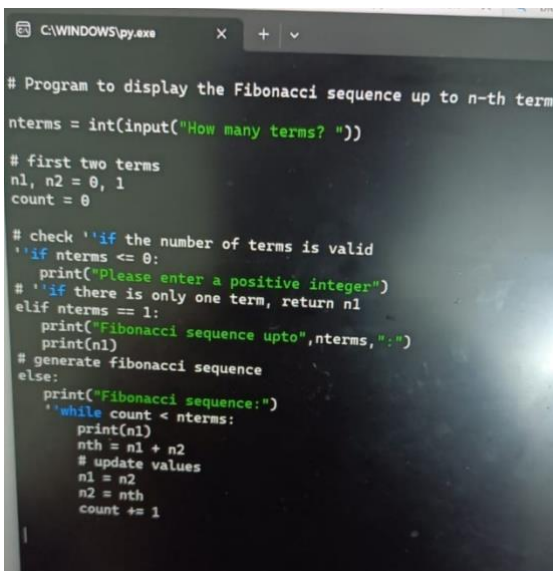 C:\WINDOWS\py.exe
# Program to display the Fibonacci sequence up to n-th term
nterms = int(input("How many terms? "))
# first two terms
n1, n2 = 0, 1
count = 0
# check ''if the number of terms is valid
''if nterms <= 0:
   print("Please enter a positive integer")
# ''if there is only one term, return n1
elif nterms == 1:
   print("Fibonacci sequence upto",nterms,":")
   print(n1)
# generate fibonacci sequence
else:
   print("Fibonacci sequence:")
   ''while count < nterms:
       print(n1)
       nth = n1 + n2
       # update values
       n1 = n2
       n2 = nth
       count += 1